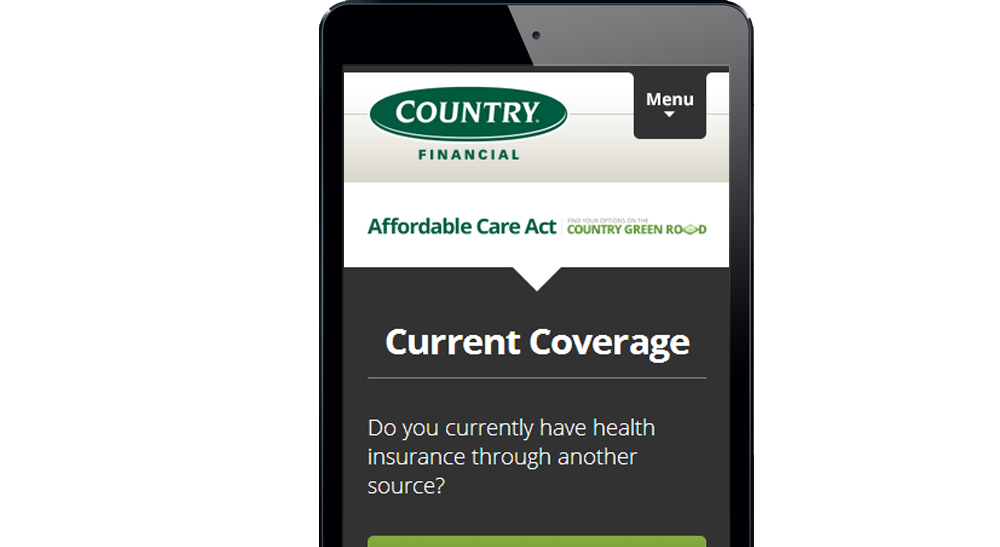 COUNTRY.
FINANCIAL
Menu
Affordable Care Act
FIND YOUR OPTIONS ON THE
COUNTRY GREEN ROAD
Current Coverage
Do you currently have health
insurance through another
source?